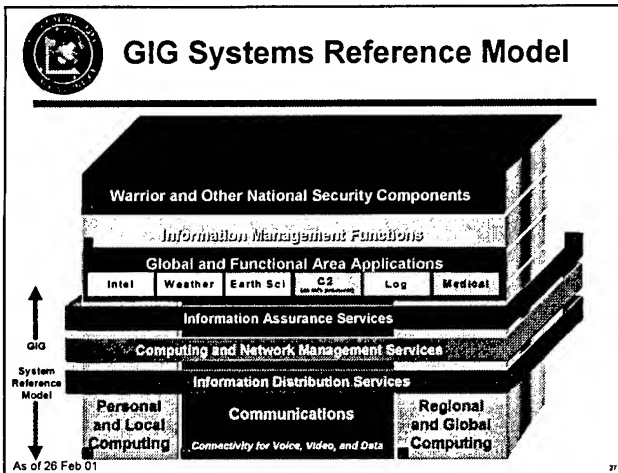 GIG Systems Reference Model
Warrior and Other National Security Components
Information Management Functions
Global and Functional Area Applications
Intel
Weather
Earth Sci
C2
Log
Medical
Information Assurance Services
Computing and Network Management Services
Information Distribution Services
GIG
System
Reference
Model
Personal
and Local
Computing
Communications
Connectivity for Voice, Video, and Data
Regional
and Global
Computing
As of 26 Feb 01
27